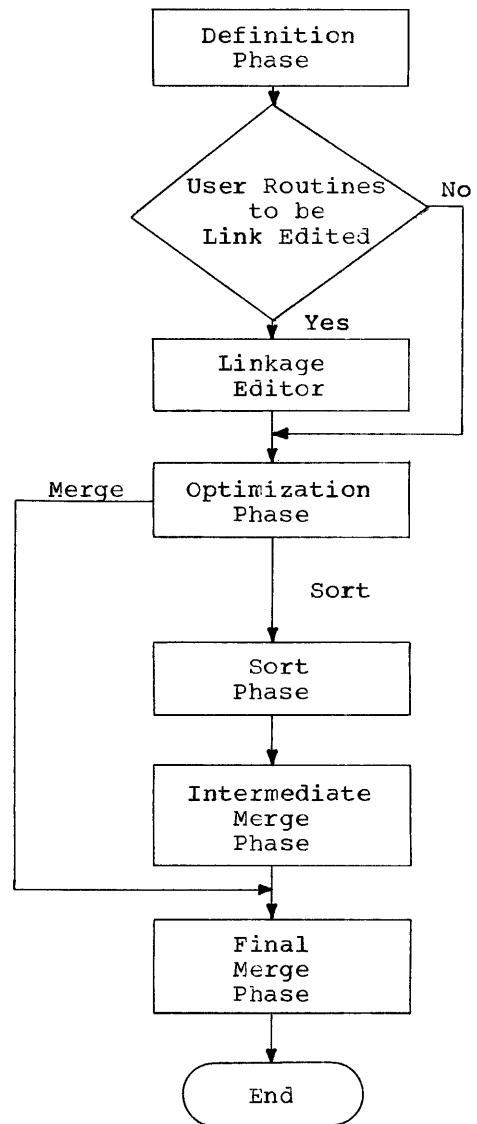 Definition
Phase
User Routines
to be
Link Edited
No
Yes
Linkage
Editor
Merge
Optimization
Phase
Sort
Sort
Phase
Intermediate
Merge
Phase
Final
Merge
Phase
End